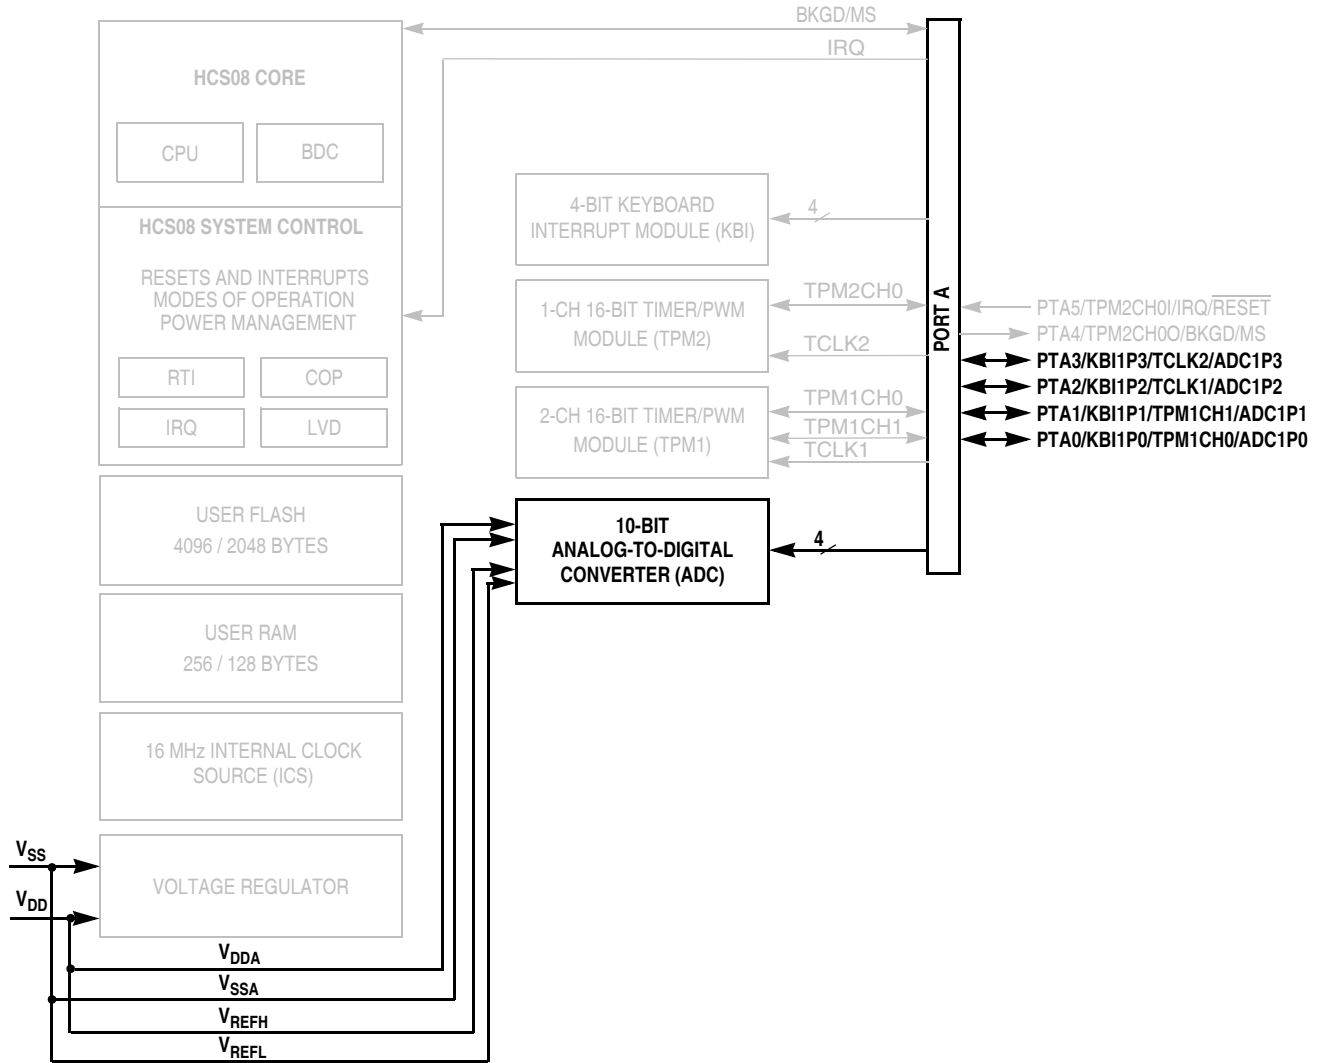 BKGD/MS
IRQ
HCS08 CORE
CPU
BDC
HCS08 SYSTEM CONTROL
RESETS AND INTERRUPTS
MODES OF OPERATION
POWER MANAGEMENT
RTI
COP
IRQ
LVD
USER FLASH
4096 / 2048 BYTES
USER RAM
256 / 128 BYTES
16 MHz INTERNAL CLOCK
SOURCE (ICS)
VOLTAGE REGULATOR
VSS
VDD
VDDA
VSSA
VREFH
VREFL
4-BIT KEYBOARD
INTERRUPT MODULE (KBI)
4
1-CH 16-BIT TIMER/PWM
MODULE (TPM2)
TPM2CH0
TCLK2
2-CH 16-BIT TIMER/PWM
MODULE (TPM1)
TPM1CH0
TPM1CH1
TCLK1
10-BIT
ANALOG-TO-DIGITAL
CONVERTER (ADC)
4
PORT A
PTA5/TPM2CH0I/IRQ/RESET
PTA4/TPM2CH0O/BKGD/MS
PTA3/KBI1P3/TCLK2/ADC1P3
PTA2/KBI1P2/TCLK1/ADC1P2
PTA1/KBI1P1/TPM1CH1/ADC1P1
PTA0/KBI1P0/TPM1CH0/ADC1P0